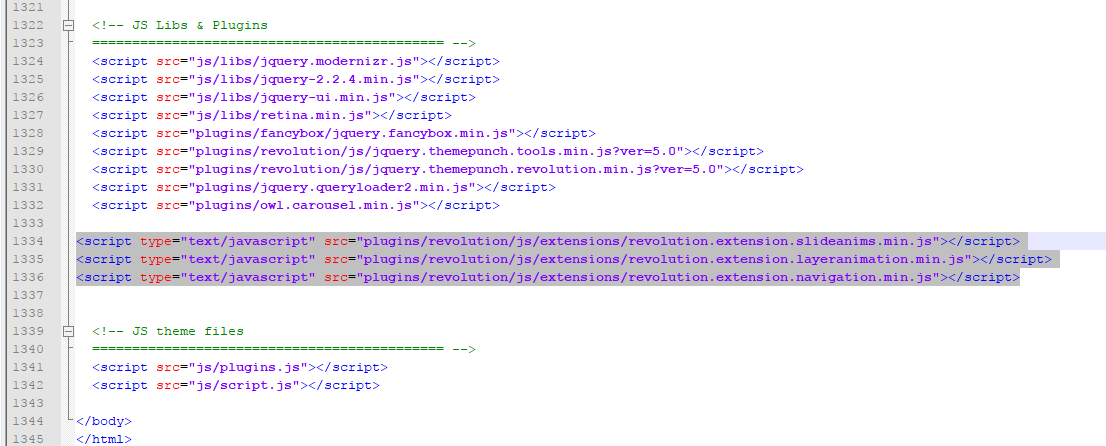 1321
1322 <!-- JS Libs & Plugins
1323 ============================================ -->
1324 <script src="js/libs/jquery.modernizr.js"></script>
1325 <script src="js/libs/jquery-2.2.4.min.js"></script>
1326 <script src="js/libs/jquery-ui.min.js"></script>
1327 <script src="js/libs/retina.min.js"></script>
1328 <script src="plugins/fancybox/jquery.fancybox.min.js"></script>
1329 <script src="plugins/revolution/js/jquery.themepunch.tools.min.js?ver=5.0"></script>
1330 <script src="plugins/revolution/js/jquery.themepunch.revolution.min.js?ver=5.0"></script>
1331 <script src="plugins/jquery.queryloader2.min.js"></script>
1332 <script src="plugins/owl.carousel.min.js"></script>
1333
1334 <script type="text/javascript" src="plugins/revolution/js/extensions/revolution.extension.slideanims.min.js"></script>
1335 <script type="text/javascript" src="plugins/revolution/js/extensions/revolution.extension.layeranimation.min.js"></script>
1336 <script type="text/javascript" src="plugins/revolution/js/extensions/revolution.extension.navigation.min.js"></script>
1337
1338
1339 <!-- JS theme files
1340 ============================================ -->
1341 <script src="js/plugins.js"></script>
1342 <script src="js/script.js"></script>
1343
1344 </body>
1345 </html>